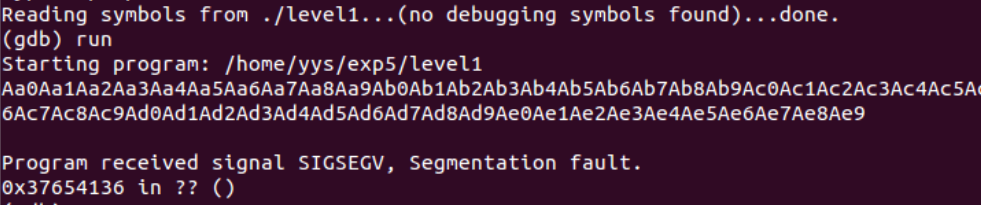 Reading symbols from ./level1...(no debugging symbols found)...done.
(gdb) run
Starting program: /home/yys/exp5/level1
Aa0Aa1Aa2Aa3Aa4Aa5Aa6Aa7Aa8Aa9Ab0Ab1Ab2Ab3Ab4Ab5Ab6Ab7Ab8Ab9Ac0Ac1Ac2Ac3Ac4Ac5Ac
6Ac7Ac8Ac9Ad0Ad1Ad2Ad3Ad4Ad5Ad6Ad7Ad8Ad9Ae0Ae1Ae2Ae3Ae4Ae5Ae6Ae7Ae8Ae9
Program received signal SIGSEGV, Segmentation fault.
0x37654136 in ?? ()